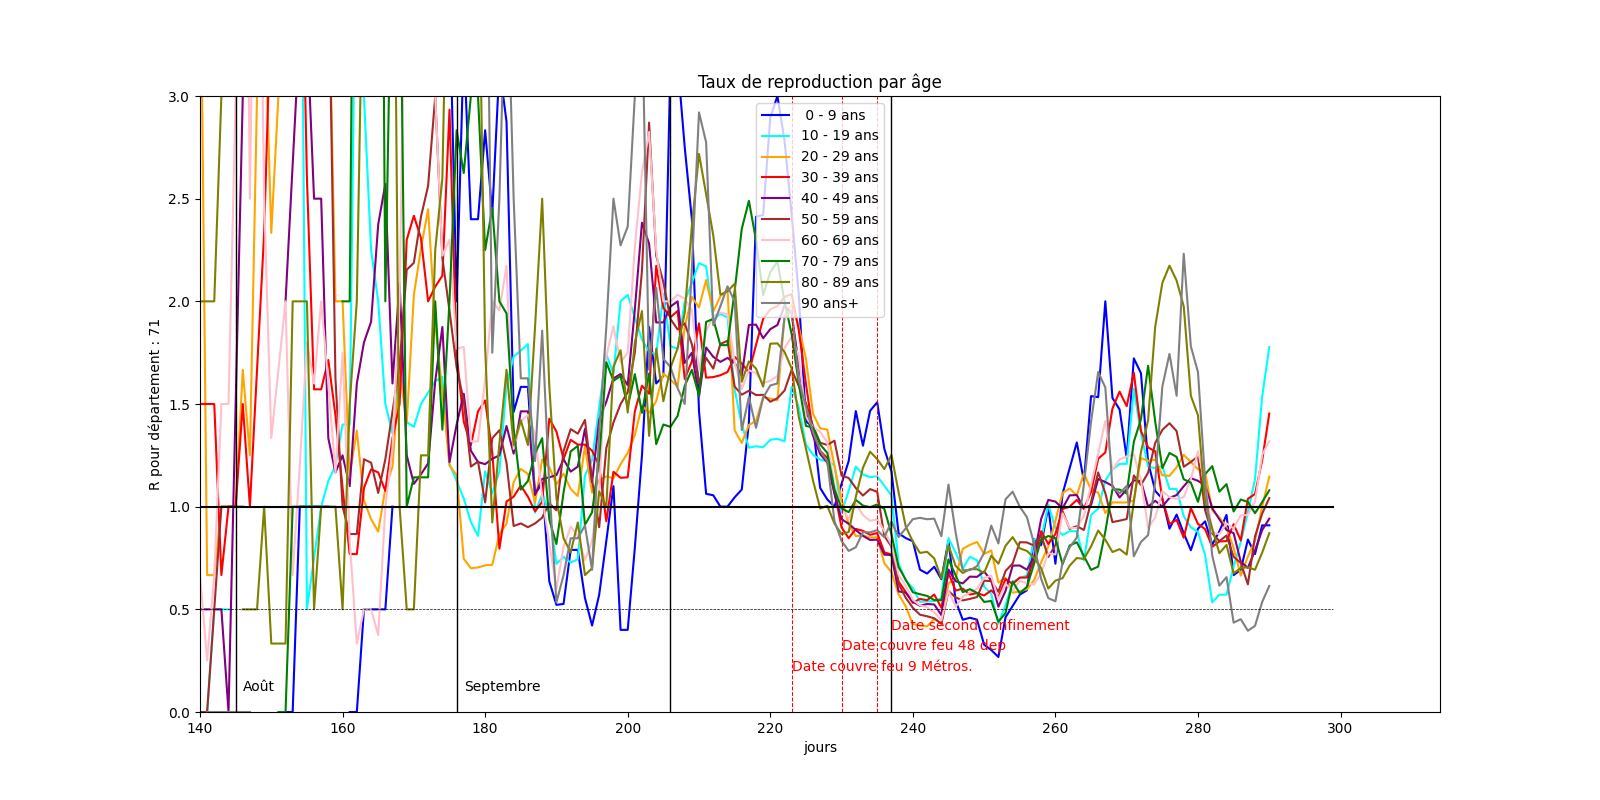 Taux de reproduction par âge
R pour département : 71
3.0
2.5
2.0
1.5
1.0
0.5
0.0
0 - 9 ans
10 - 19 ans
20 - 29 ans
30 - 39 ans
40 - 49 ans
50 - 59 ans
60 - 69 ans
70 - 79 ans
80 - 89 ans
90 ans+
Date second confinement
Date couvre feu 48 dep
Date couvre feu 9 Métros.
Août
Septembre
140 160 180 200 220 240 260 280 300
jours